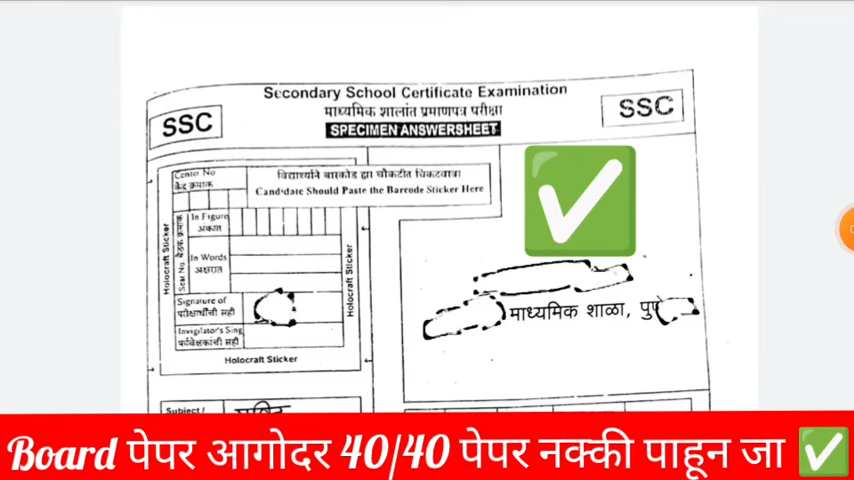 Secondary School Certificate Examination
माध्यमिक शालांत प्रमाणपत्र परीक्षा
SSC
SPECIMEN ANSWERSHEET
SSC
Center No
केंद्र क्रमांक
विद्यार्थ्याने बारकोड ह्या चौकटीत चिकटवावा
Candidate Should Paste the Barcode Sticker Here
Holocraft Sticker
Seat No. बैठक क्रमांक
In Figure
अंकात
In Words
अक्षरात
Holocraft Sticker
Signature of
परीक्षार्थीची सही
Invigilator's Sing
पर्यवेक्षकांची सही
Holocraft Sticker
माध्यमिक शाळा, पुणे
Subject /
Board पेपर आगोदर 40/40 पेपर नक्की पाहून जा